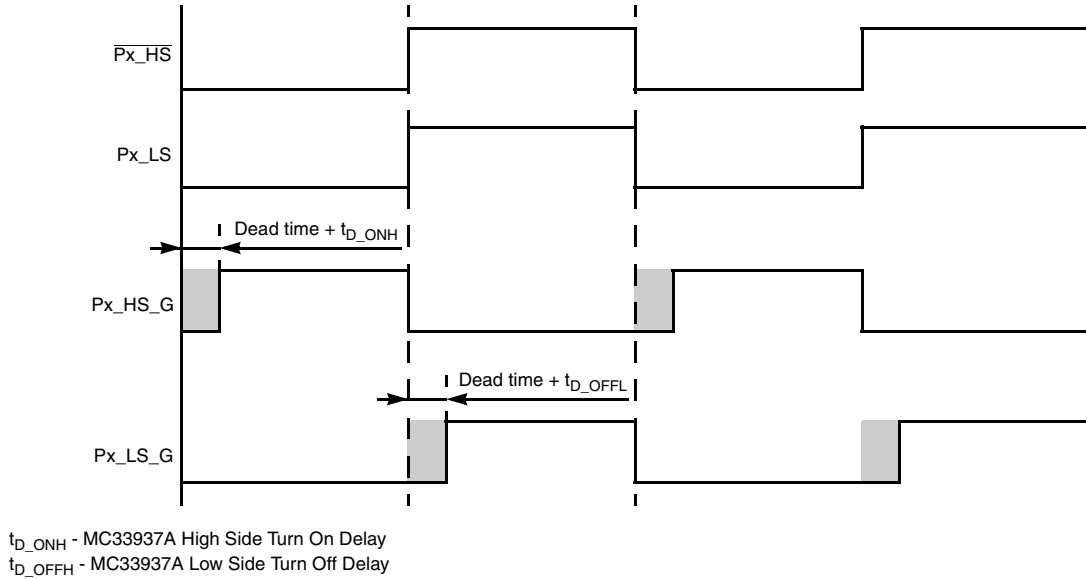 Px_HS
Px_LS
Dead time + tD_ONH
Px_HS_G
Dead time + tD_OFFL
Px_LS_G
tD_ONH - MC33937A High Side Turn On Delay
tD_OFFH - MC33937A Low Side Turn Off Delay